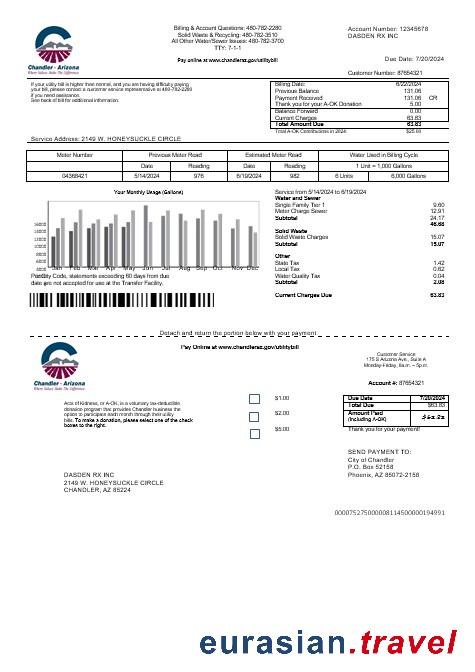 Chandler · Arizona
Where Values Make The Difference
Billing & Account Questions: 480-782-2280
Solid Waste & Recycling: 480-782-3510
All Other Water/Sewer Issues: 480-782-3700
TTY: 7-1-1
Pay online at www.chandleraz.gov/utilitybill
Account Number: 12345678
DASDEN RX INC
Due Date: 7/20/2024
Customer Number: 87654321
If your utility bill is higher than normal, and you are having difficulty paying
your bill, please contact a customer service representative at 480-782-2280
if you need assistance.
See back of bill for additional information.
Billing Date: 6/22/2024
Previous Balance 131.06
Payment Received 131.06 CR
Thank you for your A-OK Donation 5.00
Balance Forward 0.00
Current Charges 63.83
Total Amount Due 63.83
Total A-OK Contributions in 2024: $25.00
Service Address: 2149 W. HONEYSUCKLE CIRCLE
Meter Number Previous Meter Read Estimated Meter Read Water Used in Billing Cycle
Date Reading Date Reading 1 Unit = 1,000 Gallons
04368421 5/14/2024 976 6/19/2024 982 6 Units 6,000 Gallons
Your Monthly Usage (Gallons)
16000
14000
12000
10000
8000
6000
4000
Jan Feb Mar Apr May Jun Jul Aug Sep Oct Nov Dec
Per City Code, statements exceeding 60 days from due
date are not accepted for use at the Transfer Facility.
Service from 5/14/2024 to 6/19/2024
Water and Sewer
Single Family Tier 1 9.60
Meter Charge Sewer 12.91
Subtotal 24.17
46.68
Solid Waste
Solid Waste Charges 15.07
Subtotal 15.07
Other
State Tax 1.42
Local Tax 0.62
Water Quality Tax 0.04
Subtotal 2.08
Current Charges Due 63.83
Detach and return the portion below with your payment
Chandler · Arizona
Where Values Make The Difference
Pay Online at www.chandleraz.gov/utilitybill
Customer Service
175 S Arizona Ave., Suite A
Monday-Friday, 8a.m. – 5p.m.
Account #: 87654321
Acts of Kindness, or A-OK, is a voluntary tax-deductible
donation program that provides Chandler business the
option to participate each month through their utility
bills. To make a donation, please select one of the check
boxes to the right.
$1.00
$2.00
$5.00
Due Date 7/20/2024
Total Due $63.83
Amount Paid
(including A-OK)
Thank you for your payment!
SEND PAYMENT TO:
City of Chandler
P.O. Box 52158
Phoenix, AZ 85072-2158
DASDEN RX INC
2149 W. HONEYSUCKLE CIRCLE
CHANDLER, AZ 85224
0000752750000081145000001​94991
eurasian.travel